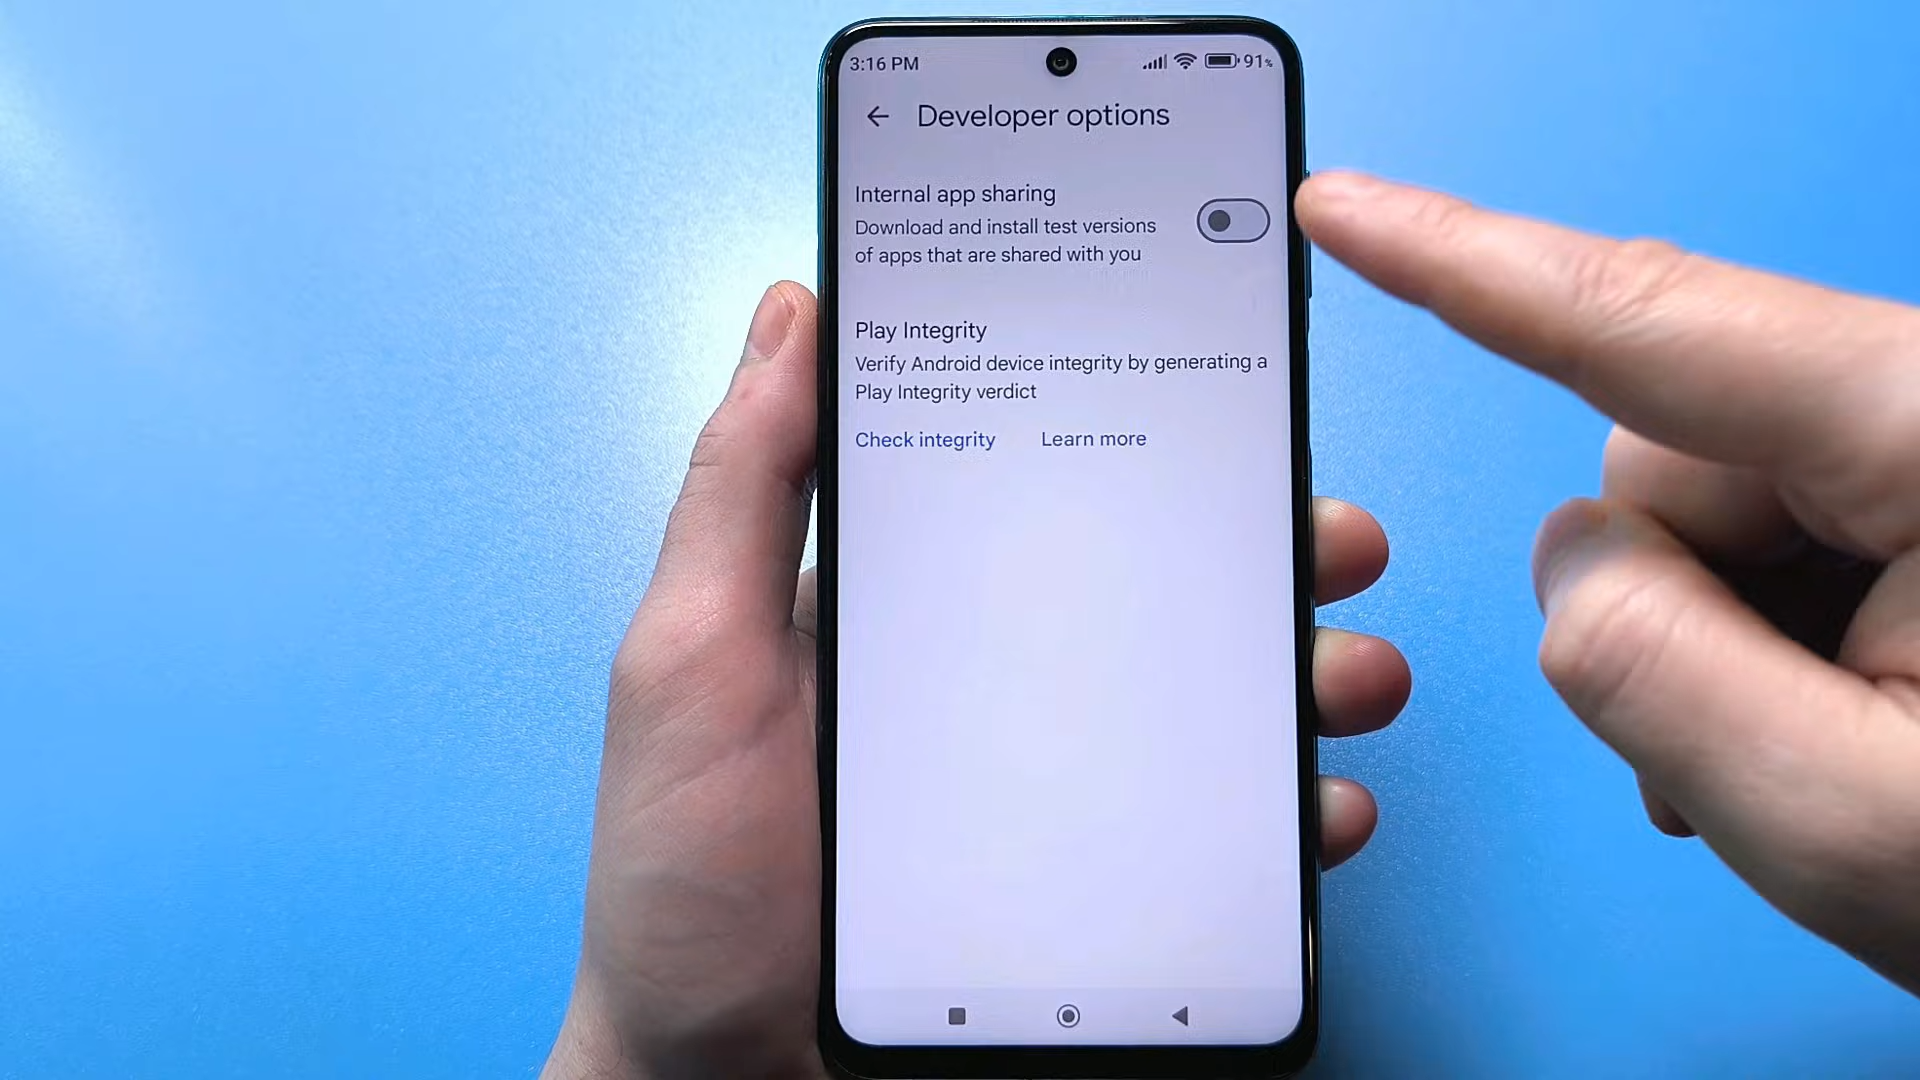 3:16 PM
91%
Developer options
Internal app sharing
Download and install test versions
of apps that are shared with you
Play Integrity
Verify Android device integrity by generating a
Play Integrity verdict
Check integrity
Learn more